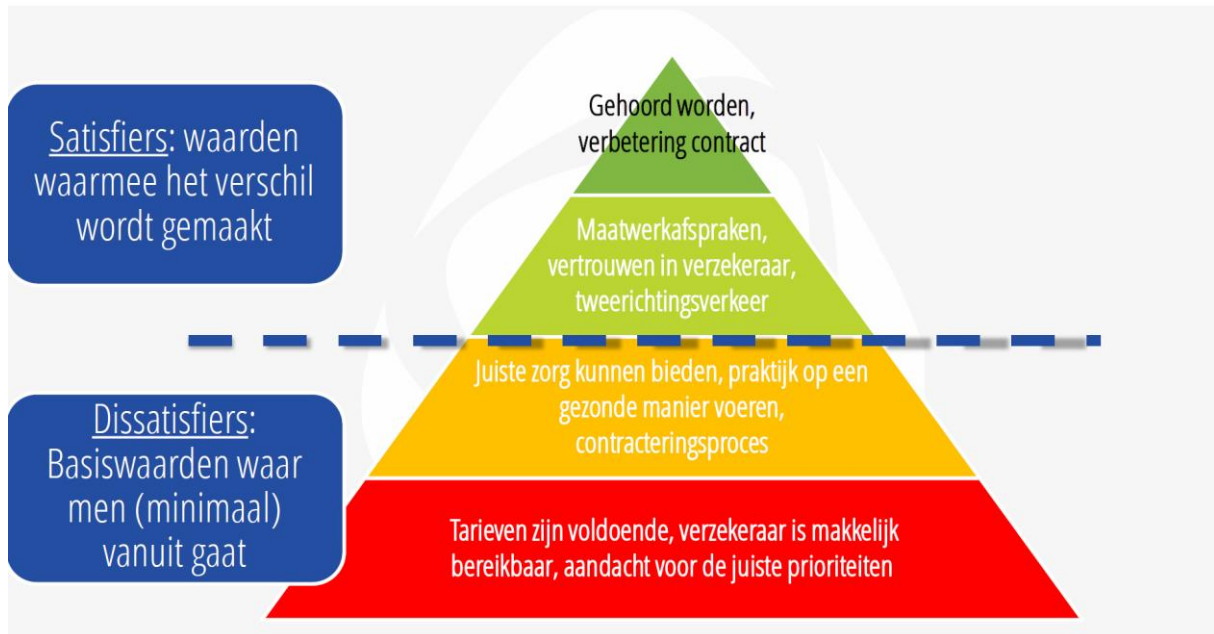 Satisfiers: waarden
waarmee het verschil
wordt gemaakt
Gehoord worden,
verbetering contract
Maatwerkafspraken,
vertrouwen in verzekeraar,
tweerichtingsverkeer
Dissatisfiers:
Basiswaarden waar
men (minimaal)
vanuit gaat
Juiste zorg kunnen bieden, praktijk op een
gezonde manier voeren,
contracteringsproces
Tarieven zijn voldoende, verzekeraar is makkelijk
bereikbaar, aandacht voor de juiste prioriteiten